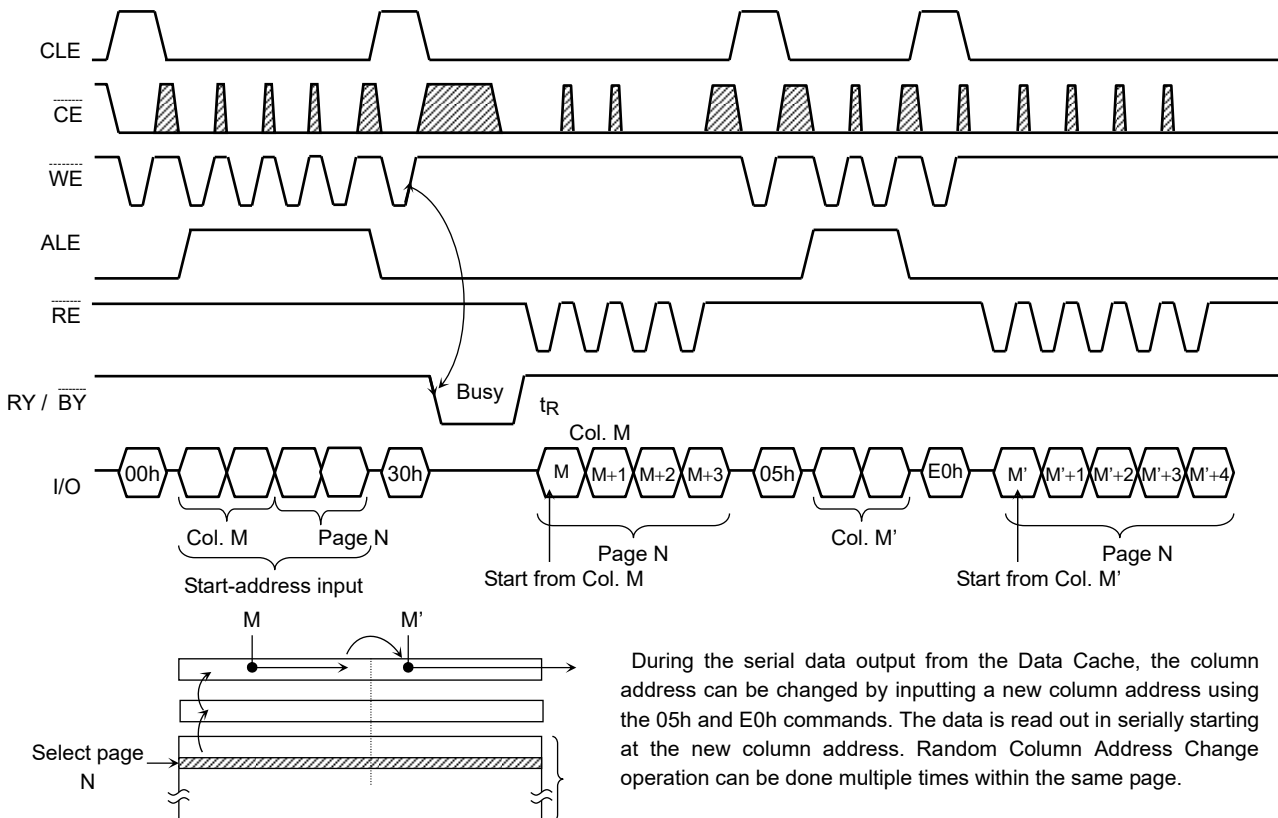 CLE
CE
WE
ALE
RE
RY / BY
Busy
tR
Col. M
I/O
00h
30h
M
M+1
M+2
M+3
05h
E0h
M'
M'+1
M'+2
M'+3
M'+4
Col. M
Page N
Page N
Col. M’
Page N
Start-address input
Start from Col. M
Start from Col. M’
M
M’
Select page
N
During the serial data output from the Data Cache, the column
address can be changed by inputting a new column address using
the 05h and E0h commands. The data is read out in serially starting
at the new column address. Random Column Address Change
operation can be done multiple times within the same page.